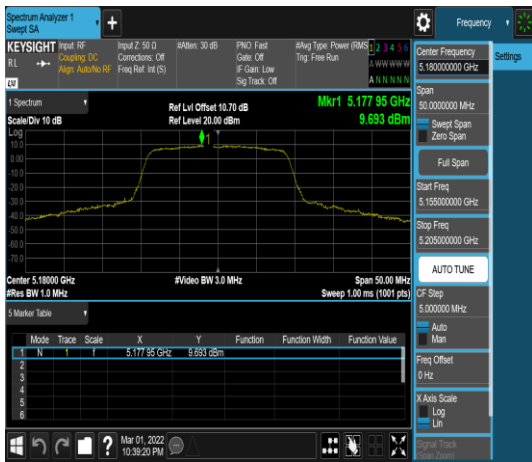 Spectrum Analyzer 1
Swept SA
+
Frequency
KEYSIGHT
RL
Input: RF
Coupling: DC
Align: Auto/No RF
Input Z: 50 Ω
Corrections: Off
Freq Ref: Int (S)
#Atten: 30 dB
PNO: Fast
Gate: Off
IF Gain: Low
Sig Track: Off
#Avg Type: Power (RMS)
Trig: Free Run
1 2 3 4 5 6
A WW WW W
A N N N N N
Center Frequency
5.180000000 GHz
Settings
1 Spectrum
Scale/Div 10 dB
Ref Lvl Offset 10.70 dB
Ref Level 20.00 dBm
Mkr1 5.177 95 GHz
9.693 dBm
Span
50.0000000 MHz
Swept Span
Zero Span
Log
10.0
0.00
-10.0
-20.0
-30.0
-40.0
-50.0
-60.0
-70.0
1
Full Span
Start Freq
5.155000000 GHz
Stop Freq
5.205000000 GHz
AUTO TUNE
Center 5.18000 GHz
#Res BW 1.0 MHz
#Video BW 3.0 MHz
Span 50.00 MHz
Sweep 1.00 ms (1001 pts)
CF Step
5.000000 MHz
Auto
Man
5 Marker Table
Mode Trace Scale X Y Function Function Width Function Value
1 N 1 f 5.177 95 GHz 9.693 dBm
2
3
4
5
6
Freq Offset
0 Hz
X Axis Scale
Log
Lin
Signal Track
(Span Zoom)
?
Mar 01, 2022
10:39:20 PM